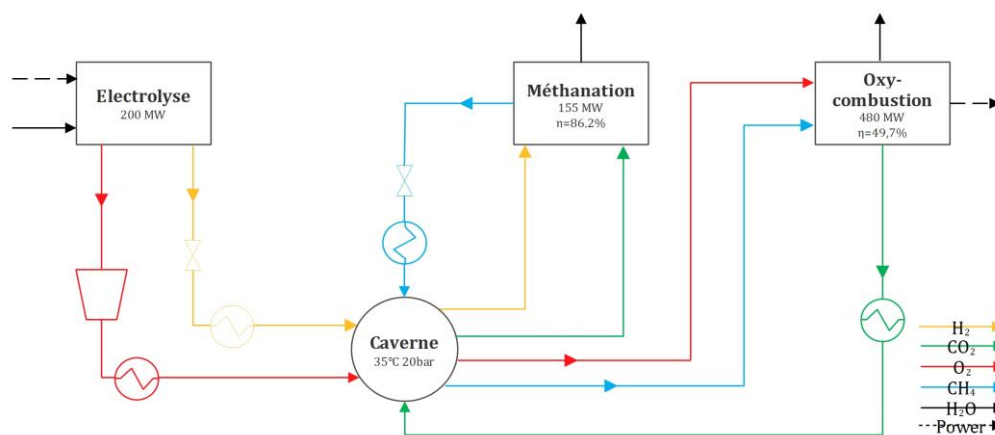 Electrolyse
200 MW
Méthanation
155 MW
η=86,2%
Oxy-
combustion
480 MW
η=49,7%
Caverne
35°C 20bar
H₂
CO₂
O₂
CH₄
H₂O
Power